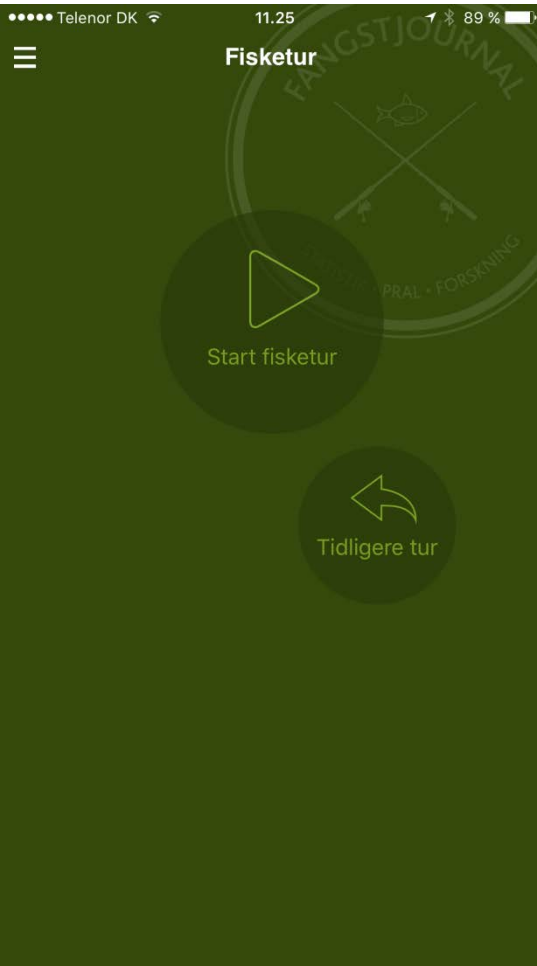 Telenor DK
11.25
89 %
Fisketur
FANGSTJOURNAL
PRAL • FORSKNING
Start fisketur
Tidligere tur